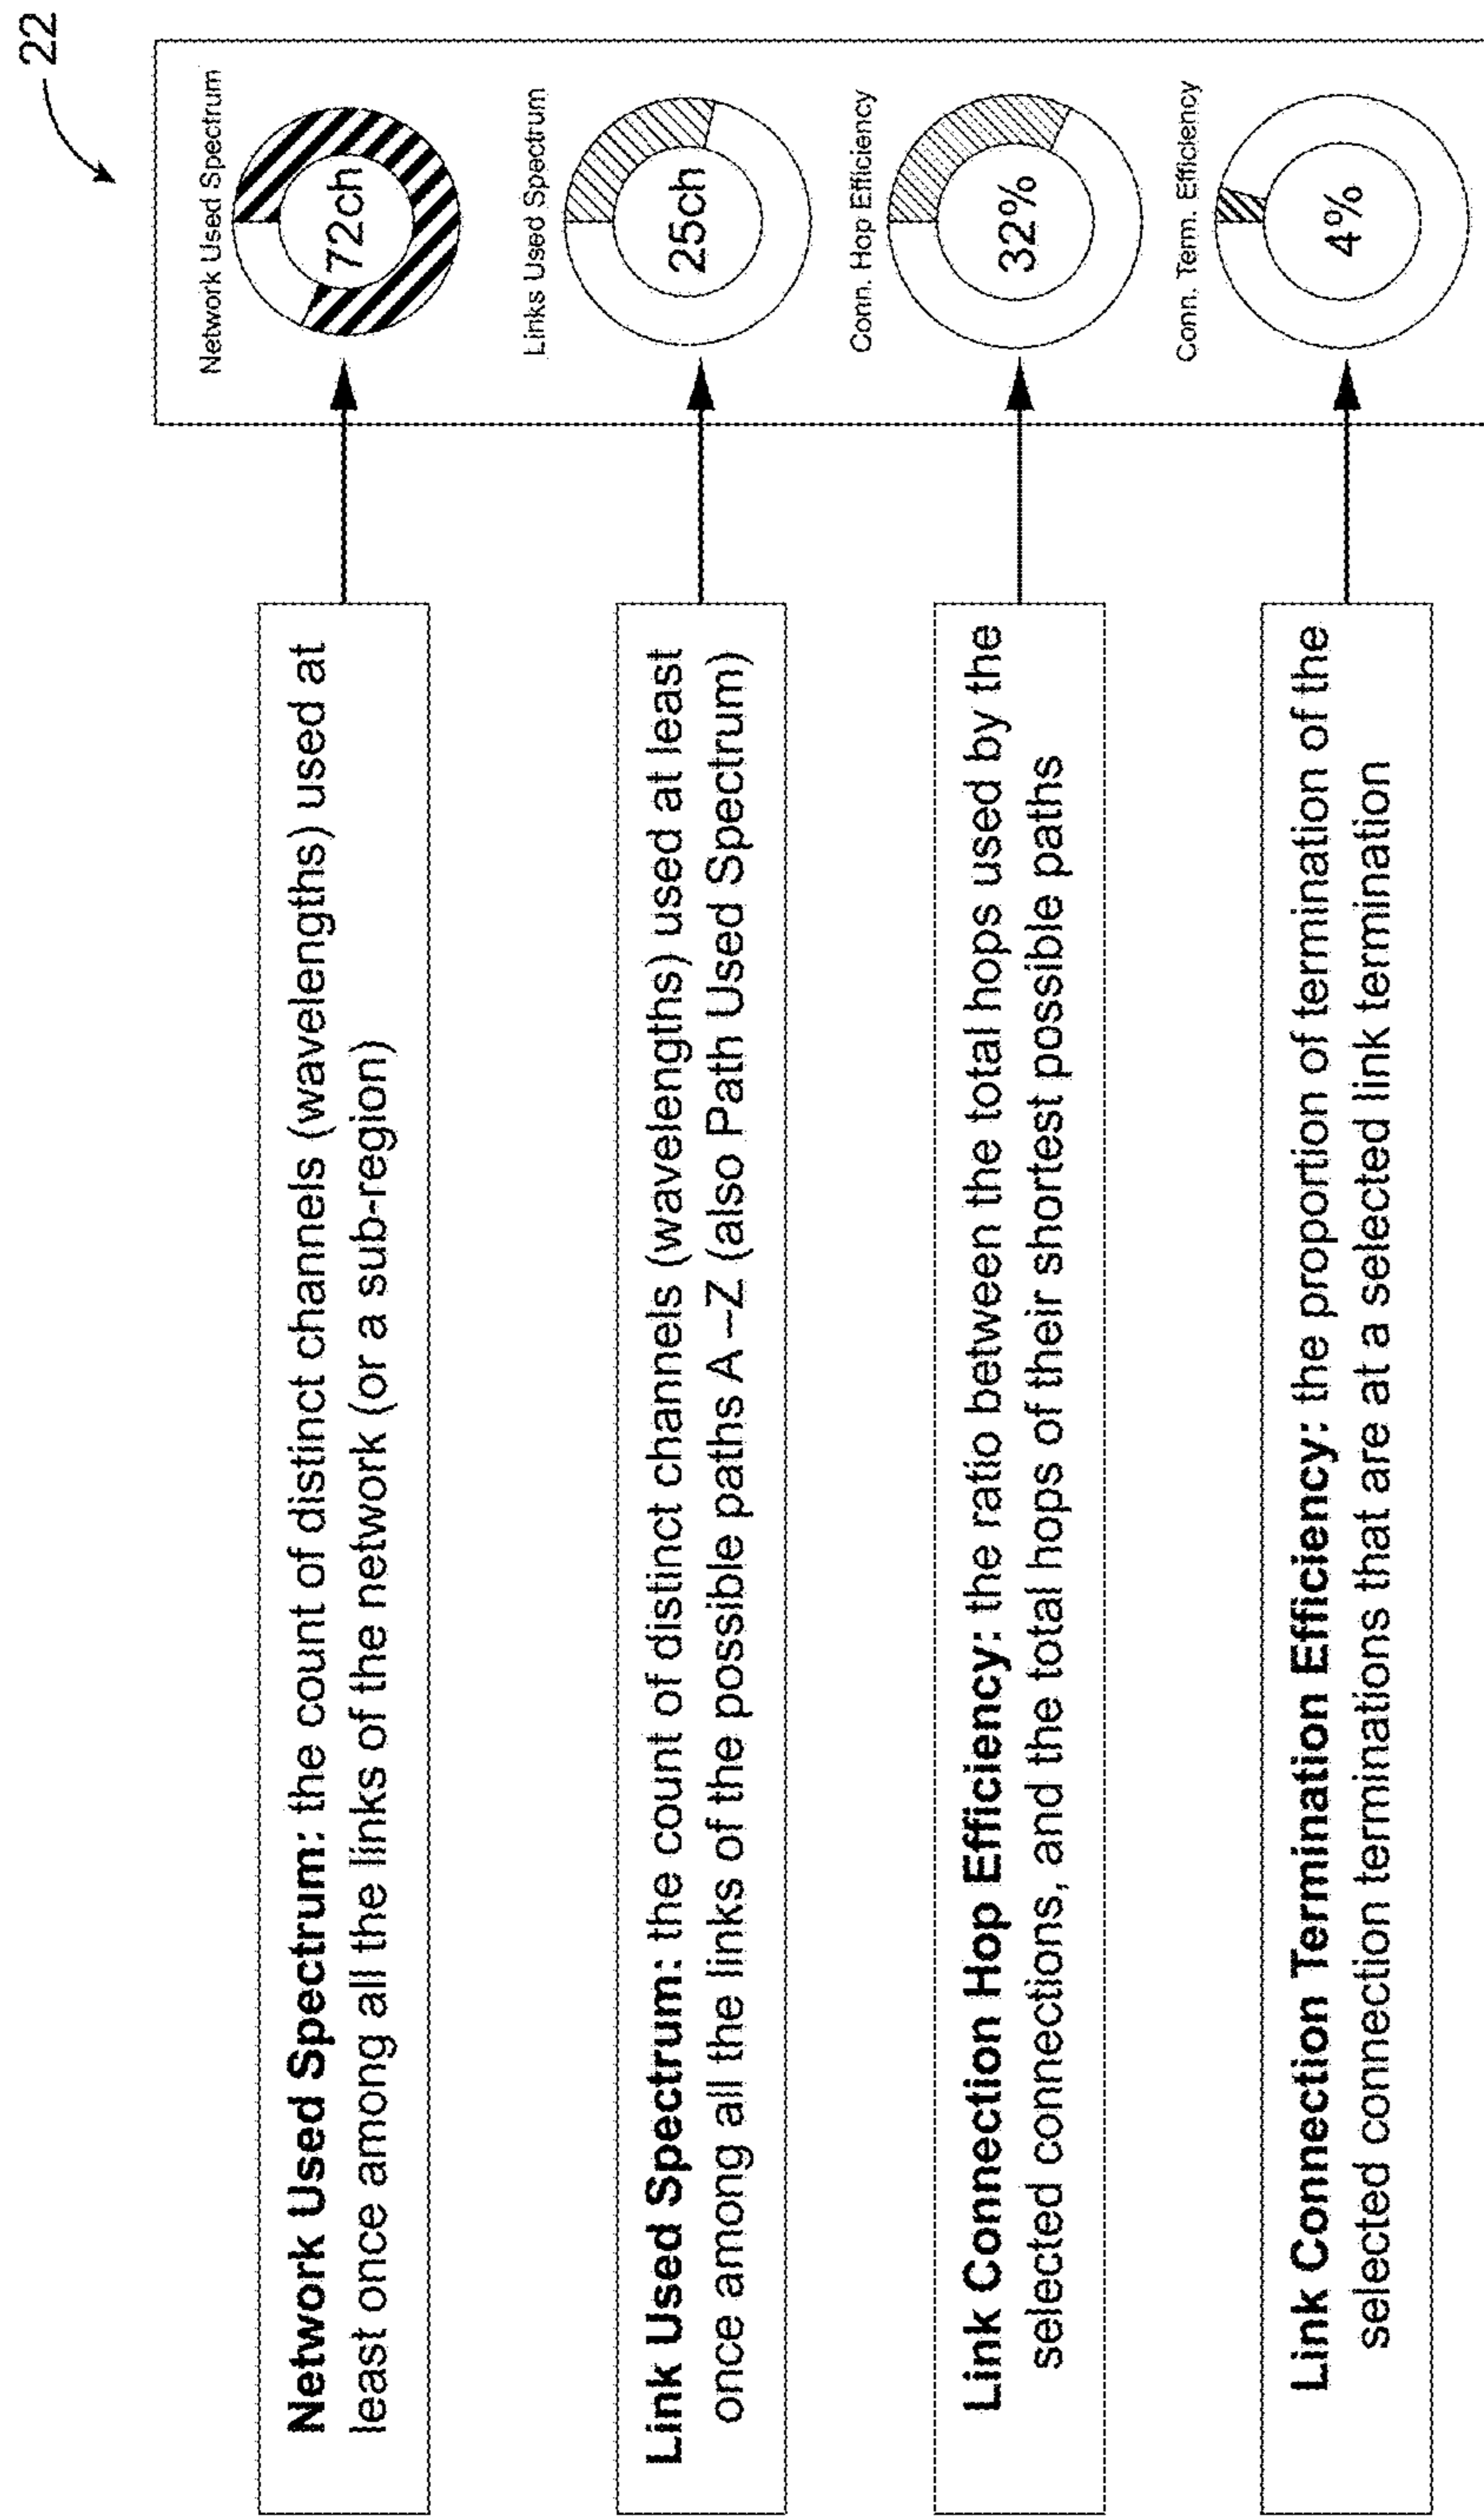 22
Network Used Spectrum: the count of distinct channels (wavelengths) used at
least once among all the links of the network (or a sub-region)
Network Used Spectrum
72ch
Link Used Spectrum: the count of distinct channels (wavelengths) used at least
once among all the links of the possible paths A --Z (also Path Used Spectrum)
Links Used Spectrum
25ch
Link Connection Hop Efficiency: the ratio between the total hops used by the
selected connections, and the total hops of their shortest possible paths
Conn. Hop Efficiency
32%
Link Connection Termination Efficiency: the proportion of termination of the
selected connection terminations that are at a selected link termination
Conn. Term. Efficiency
4%